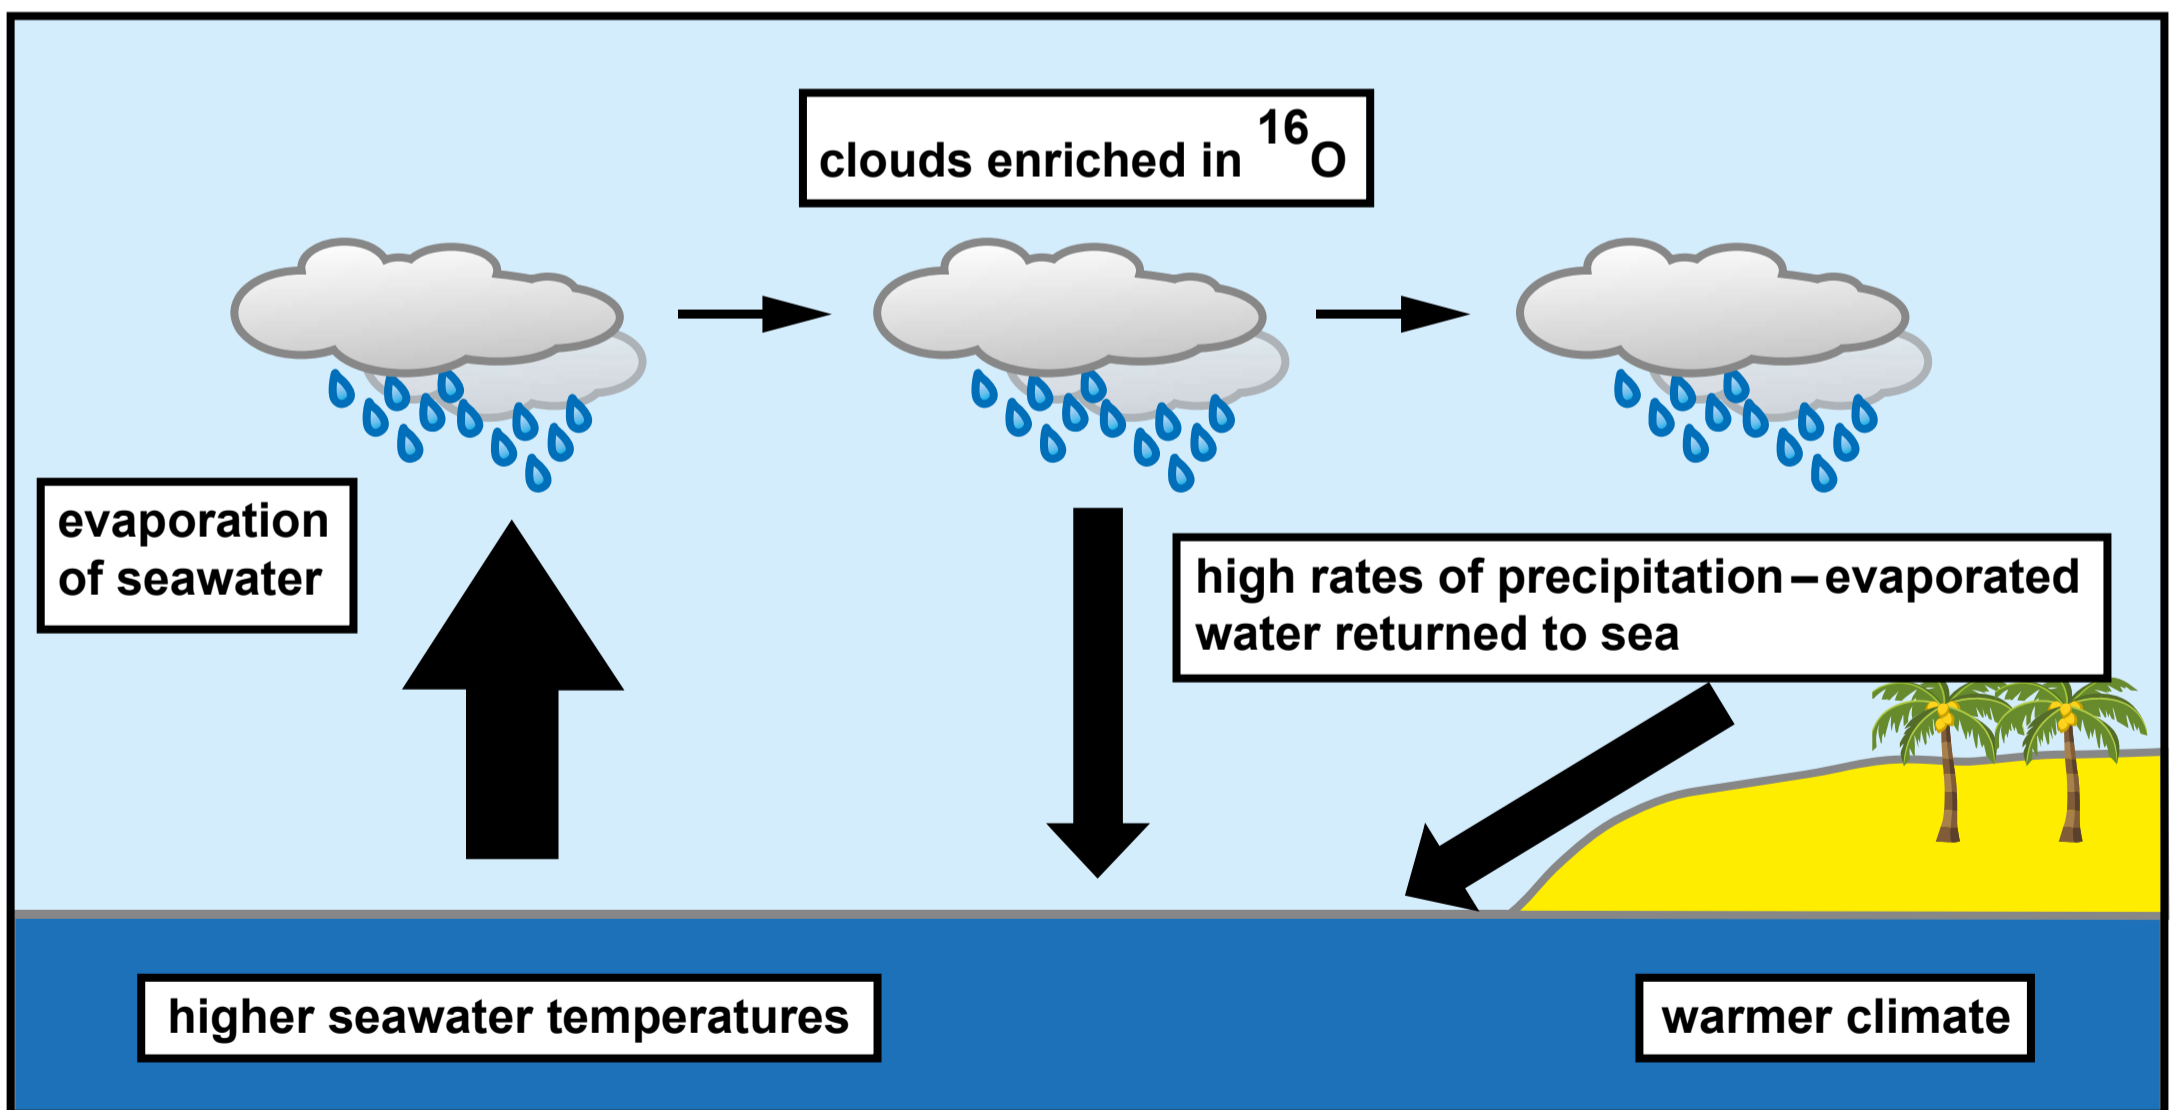 clouds enriched in ¹⁶O
evaporation
of seawater
high rates of precipitation – evaporated
water returned to sea
higher seawater temperatures
warmer climate